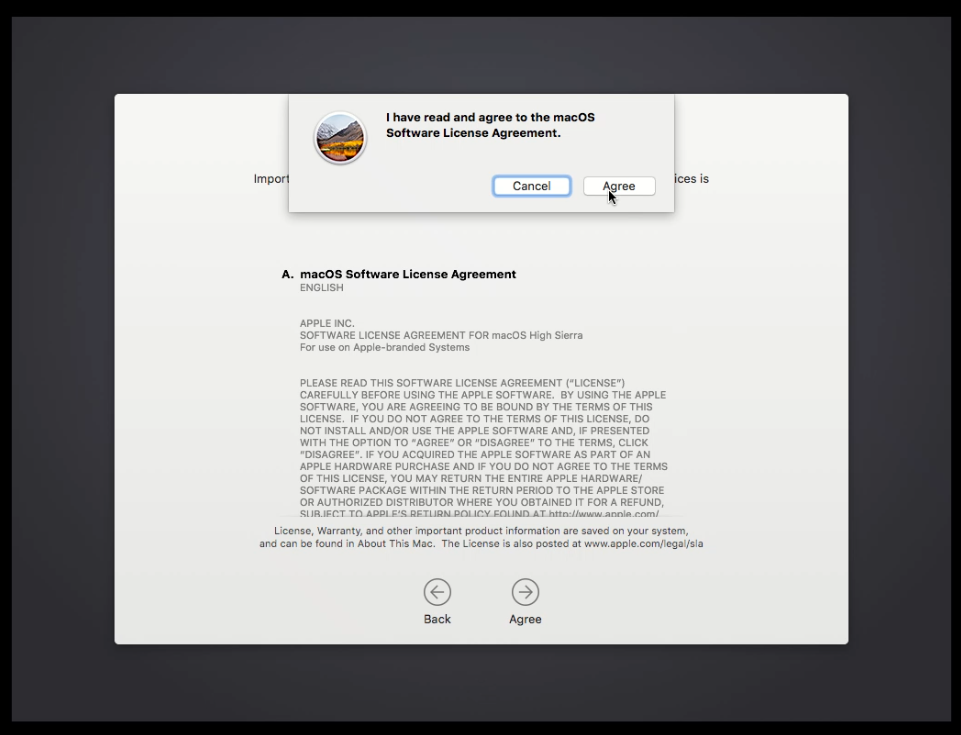 I have read and agree to the macOS
Software License Agreement.
Cancel
Agree
Import
ices is
A. macOS Software License Agreement
ENGLISH
APPLE INC.
SOFTWARE LICENSE AGREEMENT FOR macOS High Sierra
For use on Apple-branded Systems
PLEASE READ THIS SOFTWARE LICENSE AGREEMENT (“LICENSE”)
CAREFULLY BEFORE USING THE APPLE SOFTWARE.  BY USING THE APPLE
SOFTWARE, YOU ARE AGREEING TO BE BOUND BY THE TERMS OF THIS
LICENSE.  IF YOU DO NOT AGREE TO THE TERMS OF THIS LICENSE, DO
NOT INSTALL AND/OR USE THE APPLE SOFTWARE AND, IF PRESENTED
WITH THE OPTION TO “AGREE” OR “DISAGREE” TO THE TERMS, CLICK
“DISAGREE”. IF YOU ACQUIRED THE APPLE SOFTWARE AS PART OF AN
APPLE HARDWARE PURCHASE AND IF YOU DO NOT AGREE TO THE TERMS
OF THIS LICENSE, YOU MAY RETURN THE ENTIRE APPLE HARDWARE/
SOFTWARE PACKAGE WITHIN THE RETURN PERIOD TO THE APPLE STORE
OR AUTHORIZED DISTRIBUTOR WHERE YOU OBTAINED IT FOR A REFUND,
SUBJECT TO APPLE'S RETURN POLICY FOUND AT http://www.apple.com/
License, Warranty, and other important product information are saved on your system,
and can be found in About This Mac.  The License is also posted at www.apple.com/legal/sla
Back
Agree